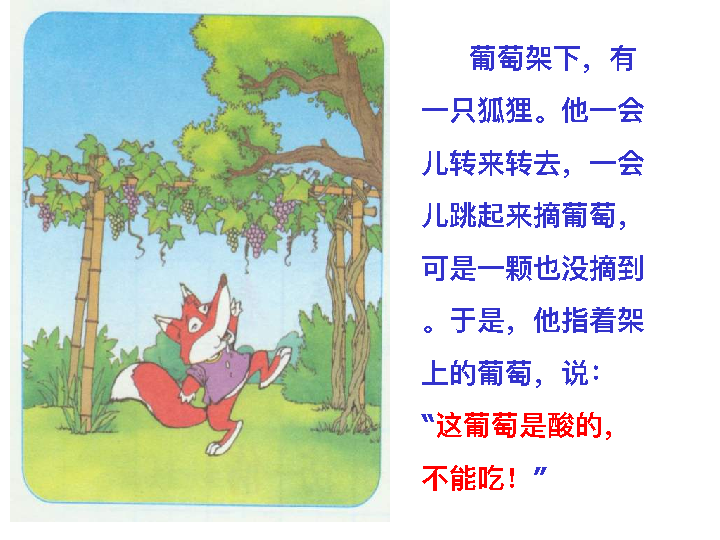 葡萄架下，有
一只狐狸。他一会
儿转来转去，一会
儿跳起来摘葡萄，
可是一颗也没摘到
。于是，他指着架
上的葡萄，说：
“这葡萄是酸的，
不能吃！”